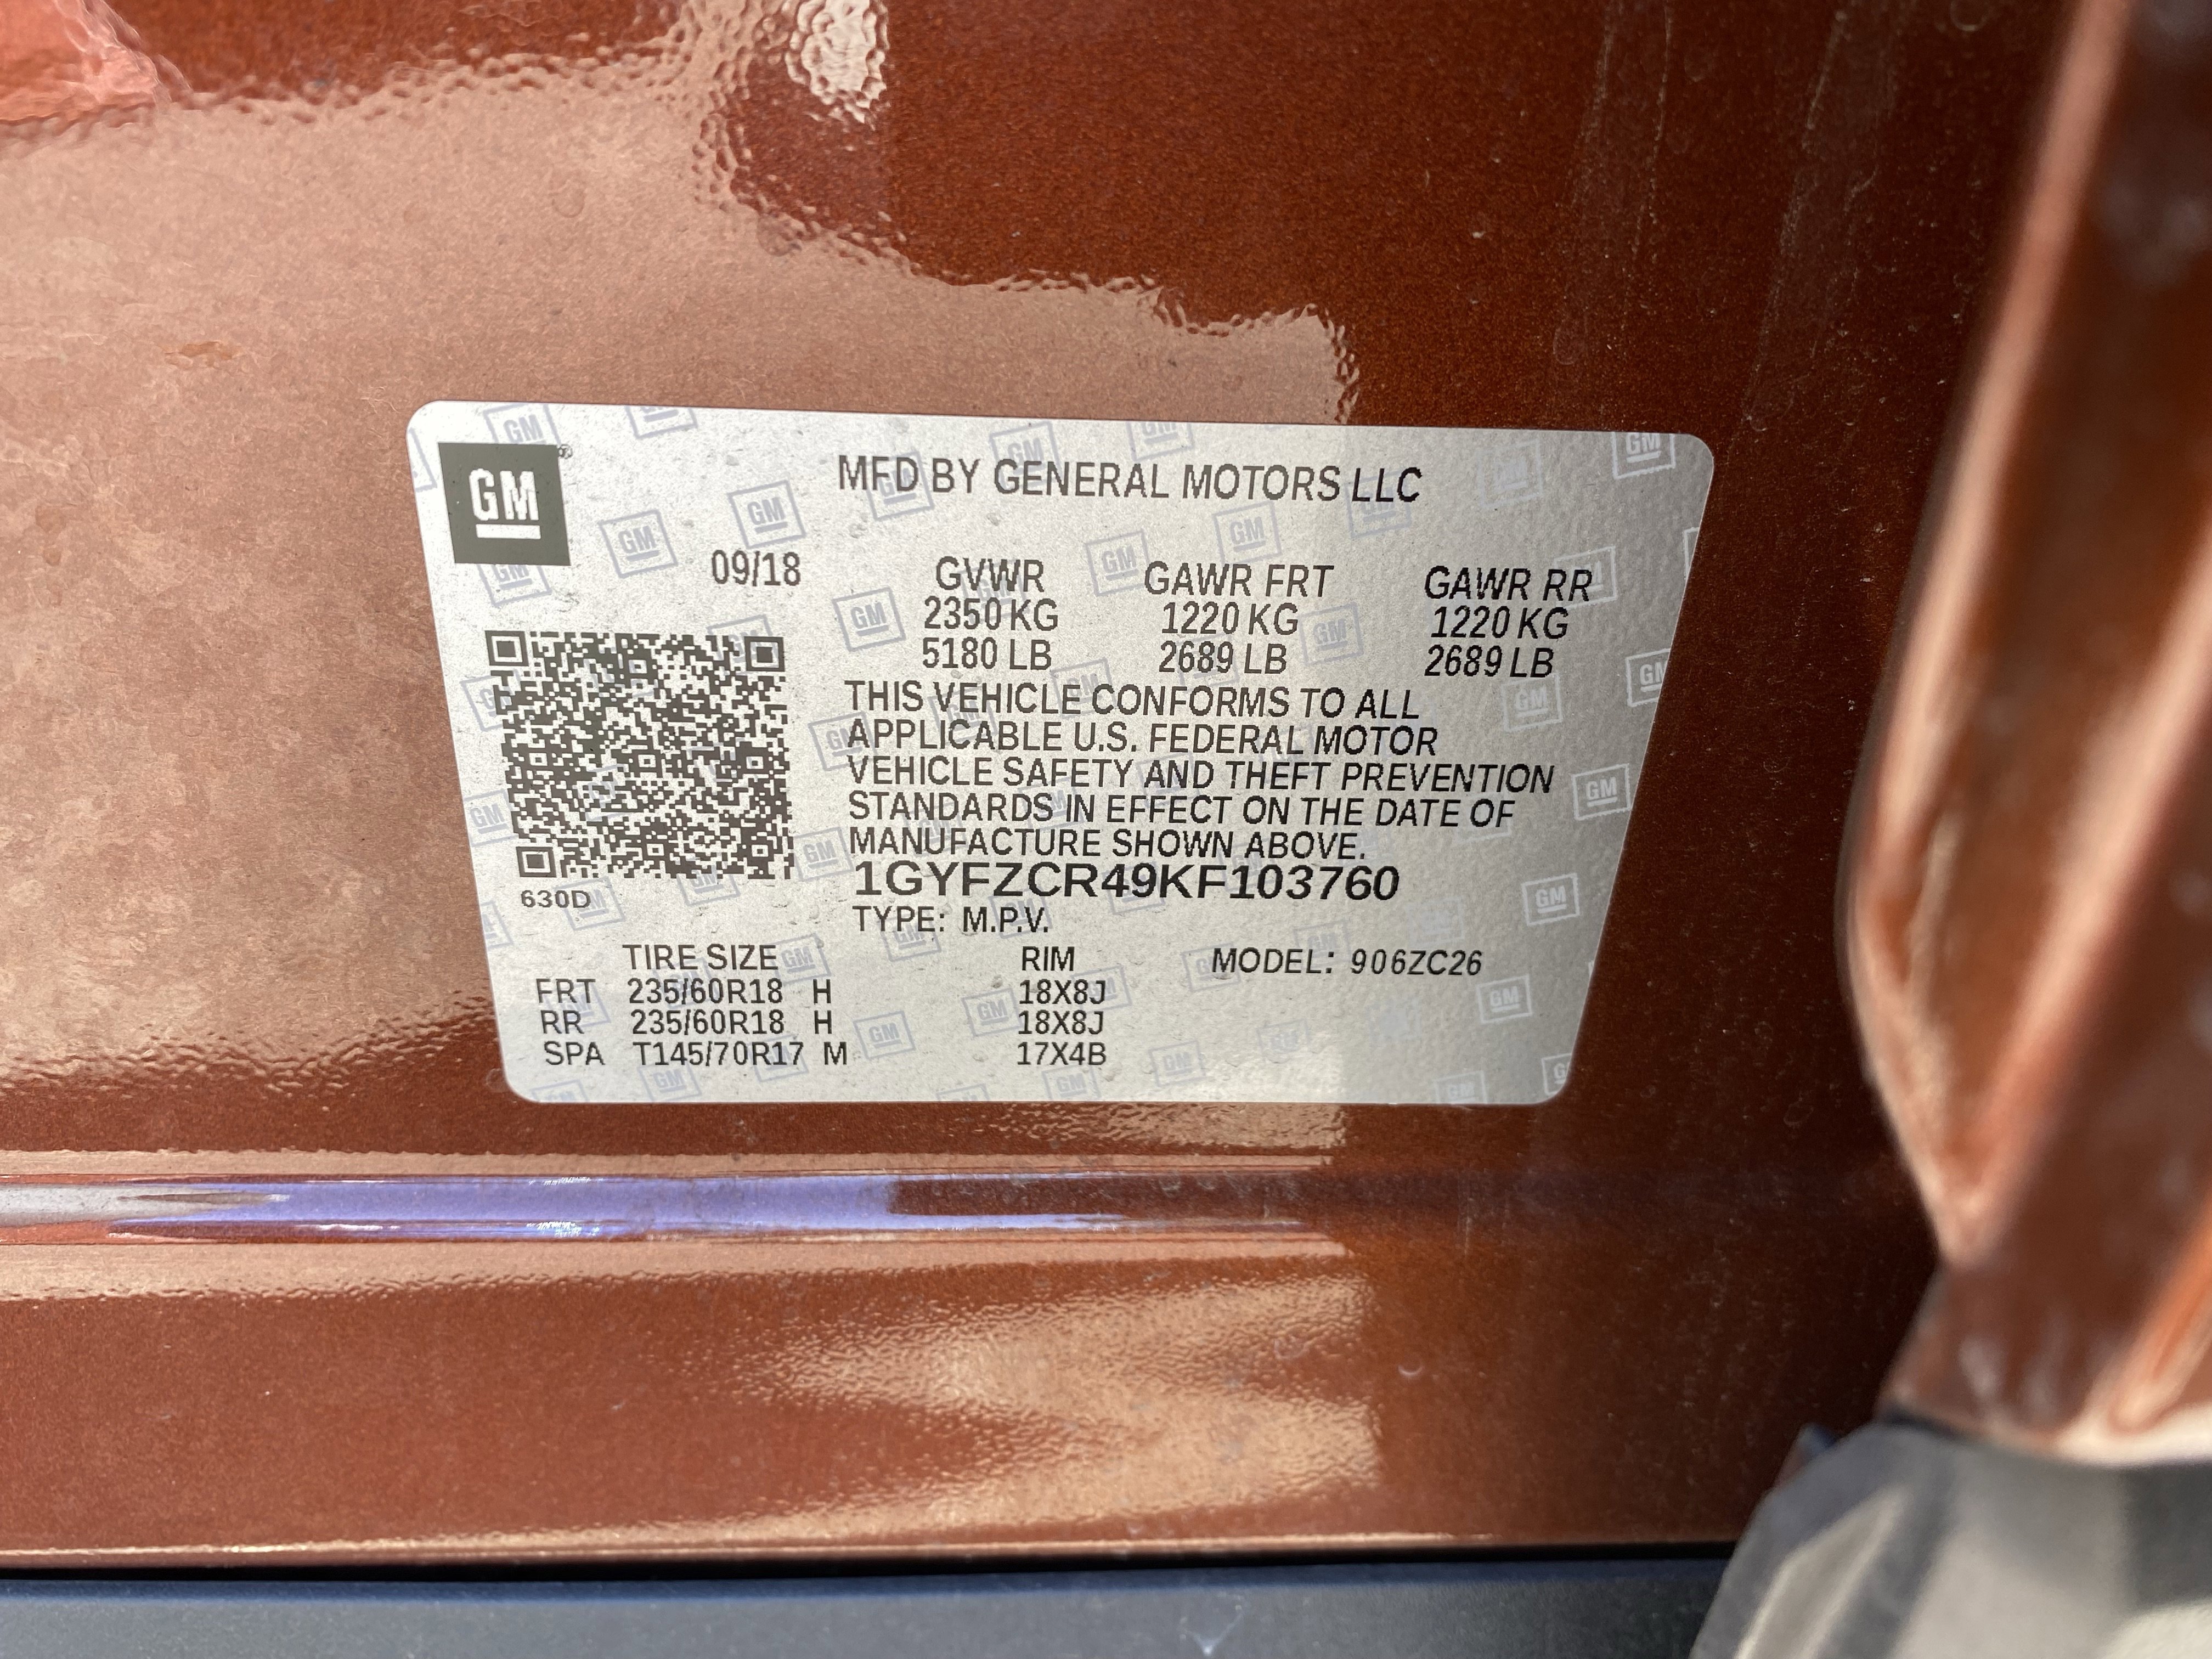 GM
MFD BY GENERAL MOTORS LLC
09/18
GVWR GAWR FRT GAWR RR
2350 KG 1220 KG 1220 KG
5180 LB 2689 LB 2689 LB
THIS VEHICLE CONFORMS TO ALL
APPLICABLE U.S. FEDERAL MOTOR
VEHICLE SAFETY AND THEFT PREVENTION
STANDARDS IN EFFECT ON THE DATE OF
MANUFACTURE SHOWN ABOVE.
1GYFZCR49KF103760
630D
TYPE: M.P.V.
TIRE SIZE RIM MODEL: 906ZC26
FRT 235/60R18 H 18X8J
RR 235/60R18 H 18X8J
SPA T145/70R17 M 17X4B